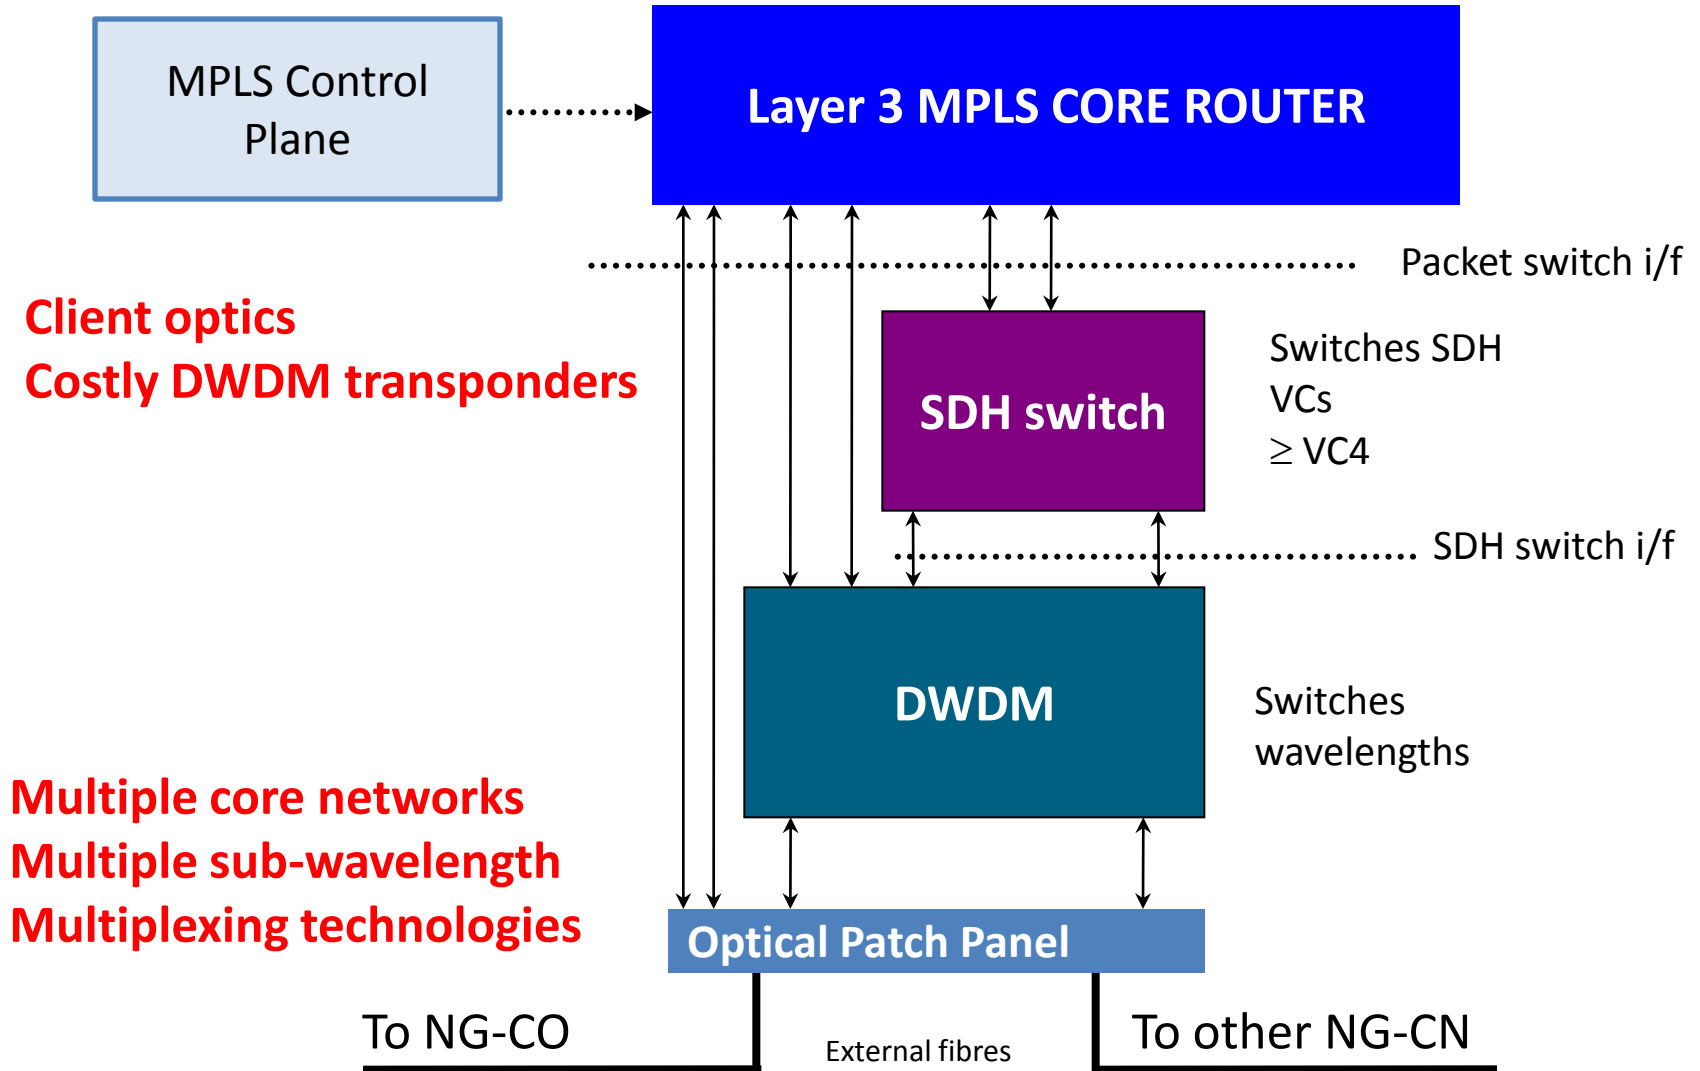 MPLS Control
Plane
Layer 3 MPLS CORE ROUTER
Packet switch i/f
Client optics
Costly DWDM transponders
SDH switch
Switches SDH
VCs
≥ VC4
SDH switch i/f
DWDM
Switches
wavelengths
Multiple core networks
Multiple sub-wavelength
Multiplexing technologies
Optical Patch Panel
To NG-CO
External fibres
To other NG-CN